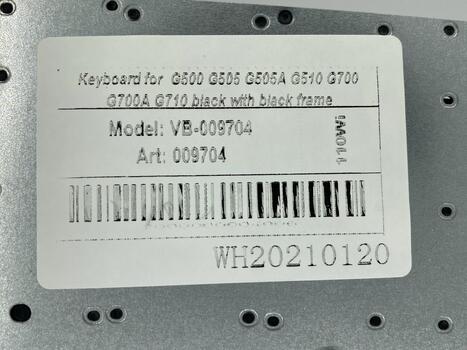 Keyboard for G500 G505 G505A G510 G700
G700A G710 black with black frame
Model: VB-009704
Art: 009704
WH20210120